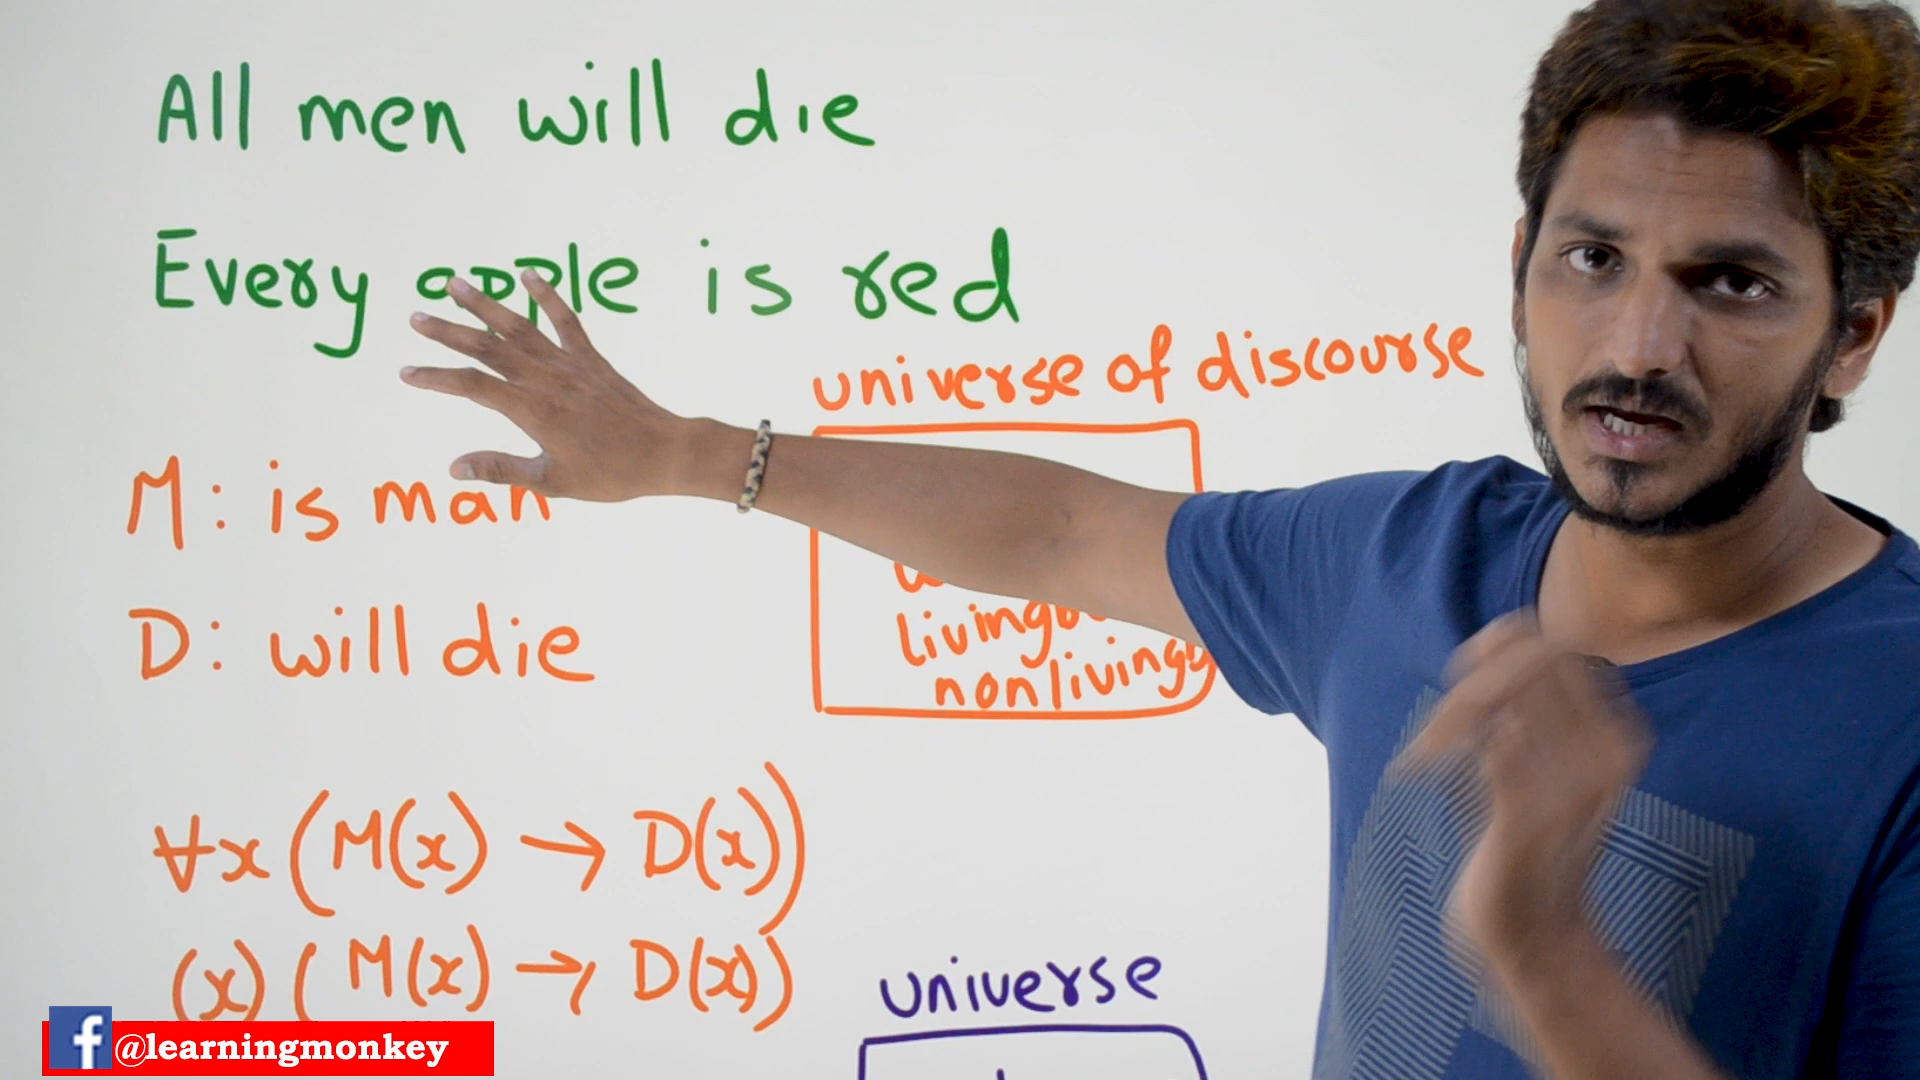 All men will die
Every apple is red
universe of discourse
M: is man
D: will die
∀x(M(x) → D(x))
(x)(M(x) → D(x))
universe
f @learningmonkey